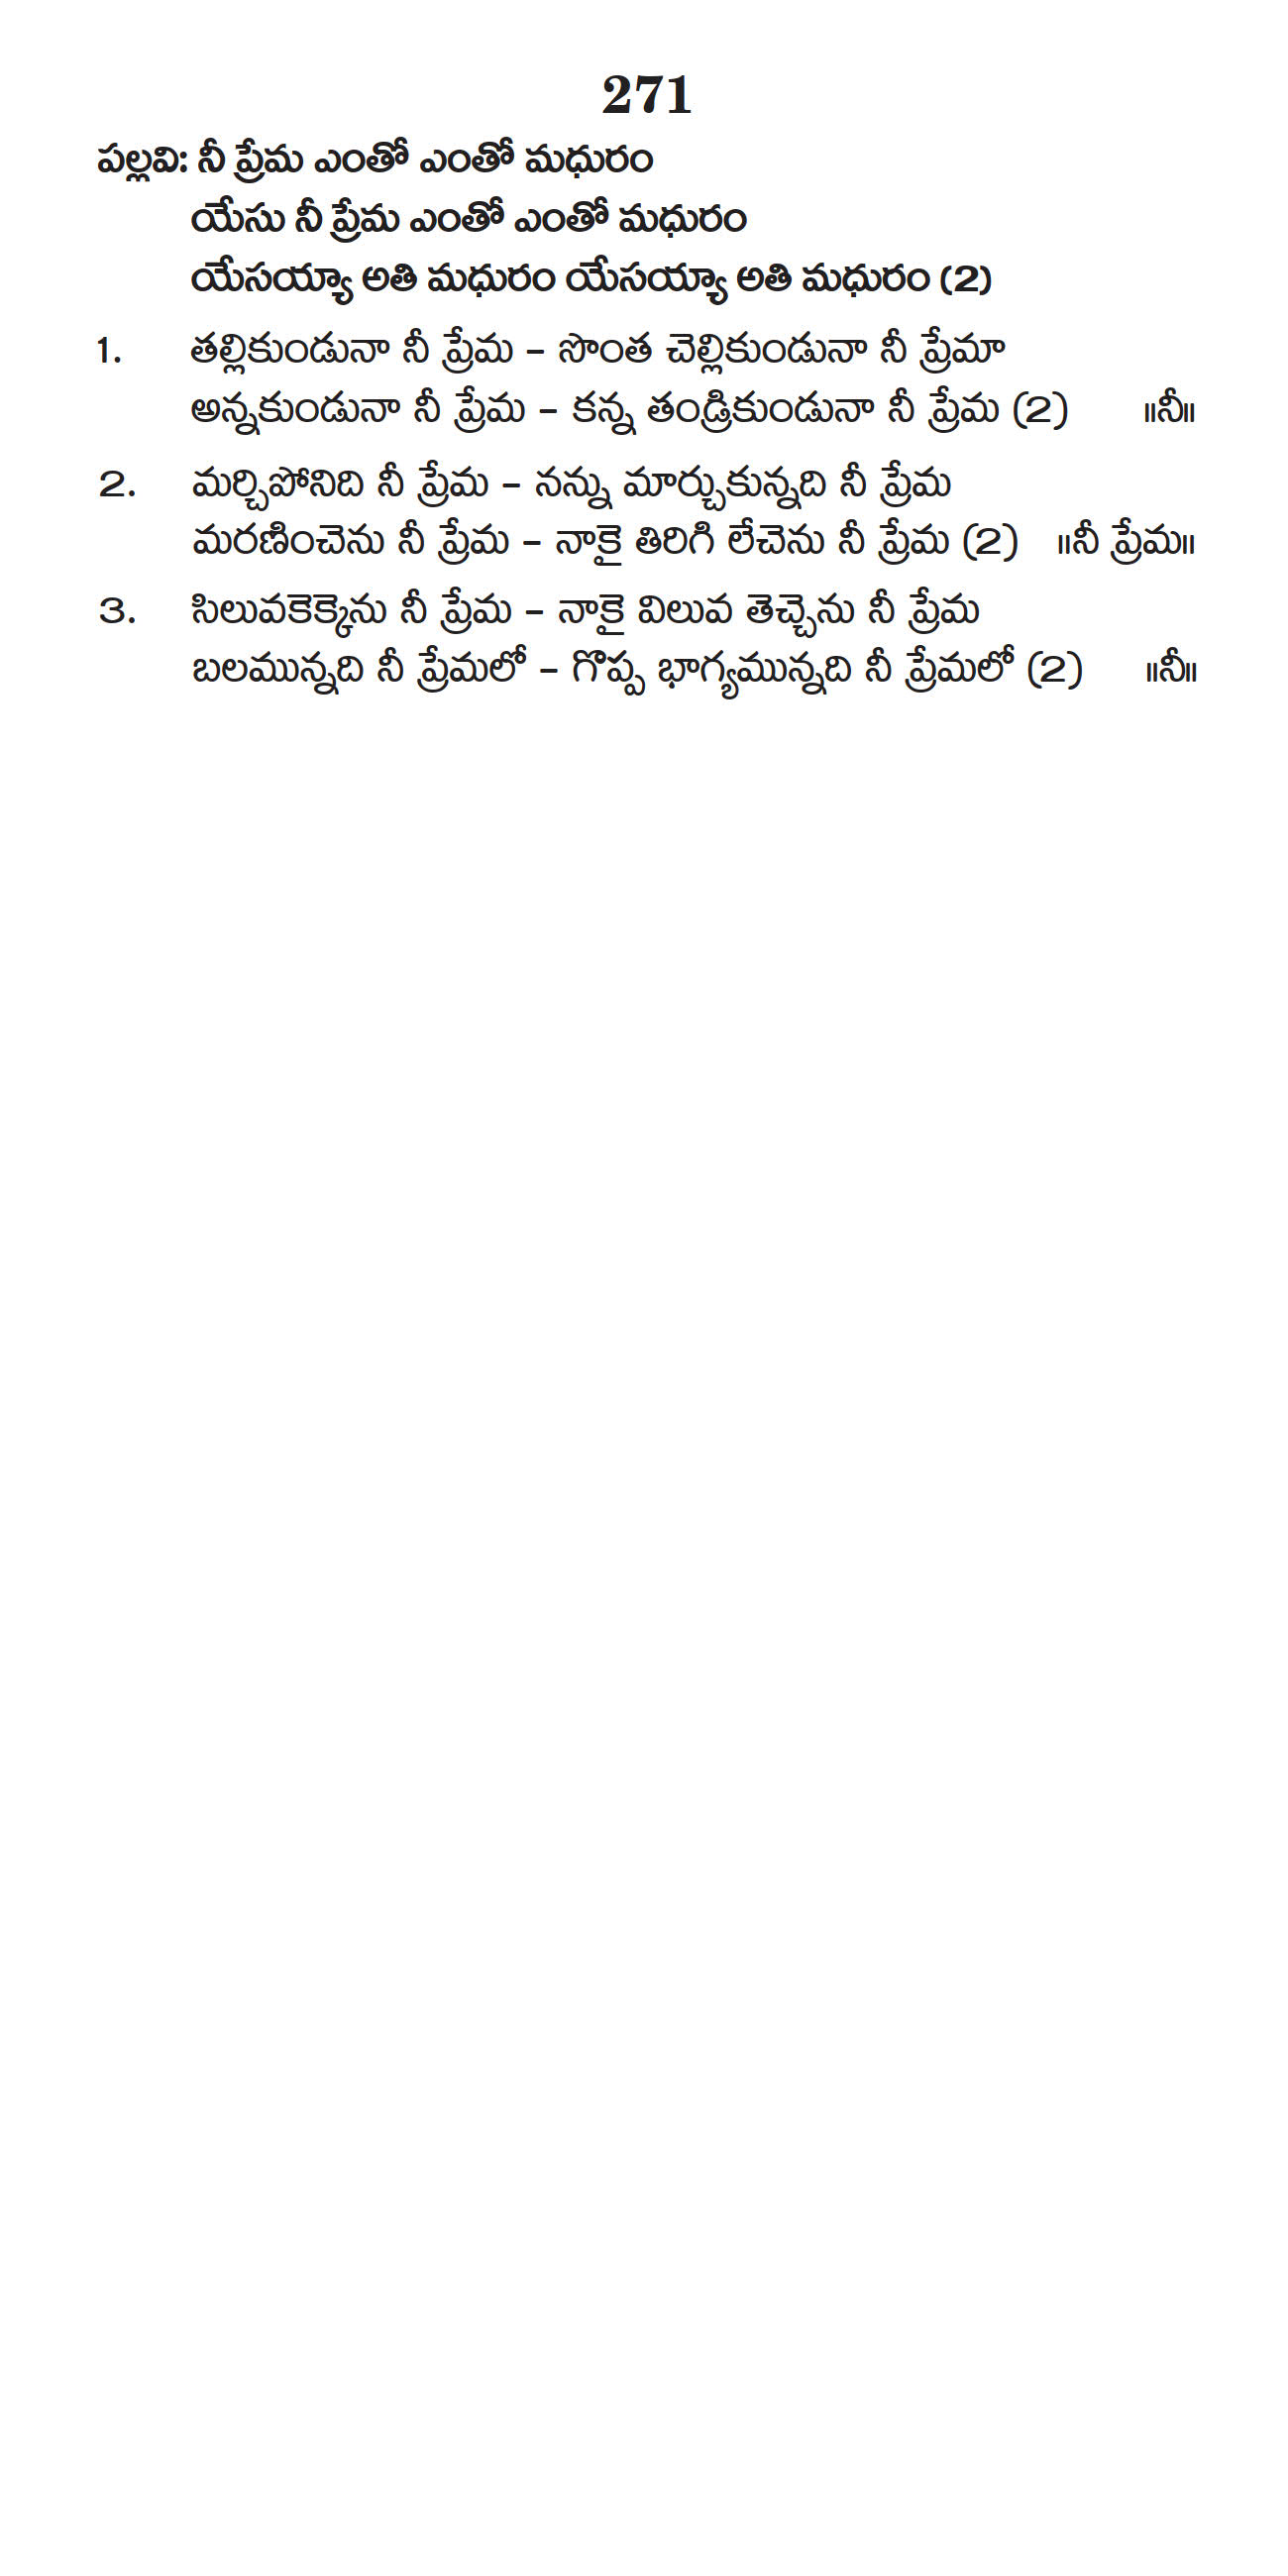 271
పల్లవి: నీ ప్రేమ ఎంతో ఎంతో మధురం
యేసు నీ ప్రేమ ఎంతో ఎంతో మధురం
యేసయ్యా అతి మధురం యేసయ్యా అతి మధురం (2)
1. తల్లికుండునా నీ ప్రేమ – సొంత చెల్లికుండునా నీ ప్రేమా
అన్నకుండునా నీ ప్రేమ – కన్న తండ్రికుండునా నీ ప్రేమ (2) ॥నీ॥
2. మర్చిపోనిది నీ ప్రేమ – నన్ను మార్చుకున్నది నీ ప్రేమ
మరణించెను నీ ప్రేమ – నాకై తిరిగి లేచెను నీ ప్రేమ (2) ॥నీ ప్రేమ॥
3. సిలువకెక్కెను నీ ప్రేమ – నాకై విలువ తెచ్చెను నీ ప్రేమ
బలమున్నది నీ ప్రేమలో – గొప్ప భాగ్యమున్నది నీ ప్రేమలో (2) ॥నీ॥